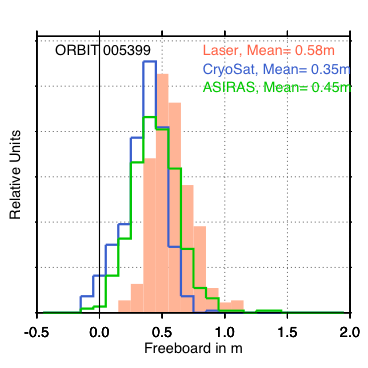 ORBIT 005399
Laser, Mean= 0.58m
CryoSat, Mean= 0.35m
ASIRAS, Mean= 0.45m
Relative Units
-0.5 0.0 0.5 1.0 1.5 2.0
Freeboard in m